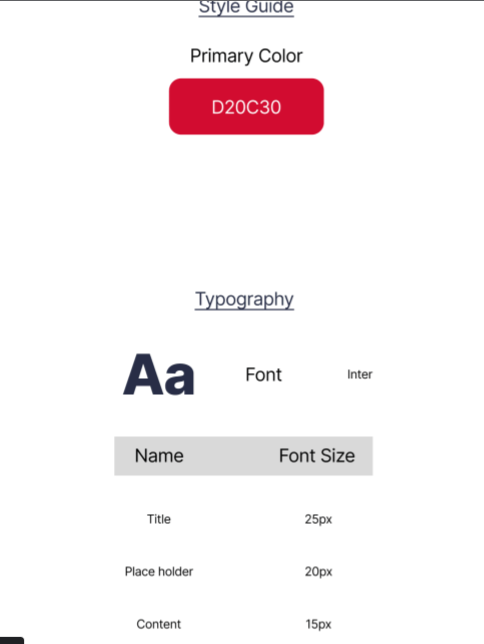 Style Guide
Primary Color
D20C30
Typography
Aa Font Inter
Name Font Size
Title 25px
Place holder 20px
Content 15px